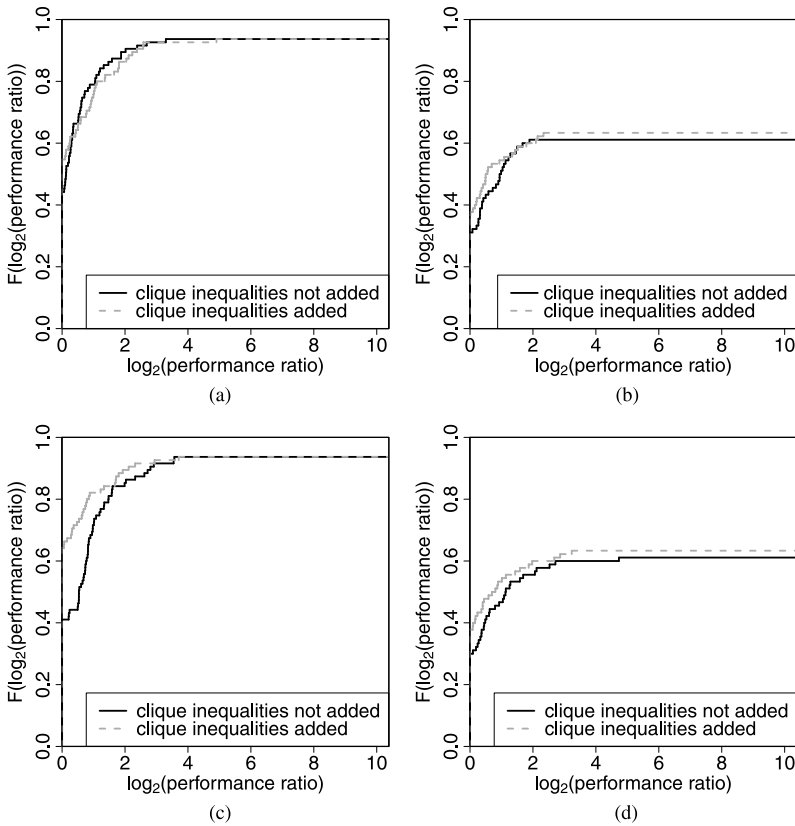 F(log2(performance ratio))
0.0 0.2 0.4 0.6 0.8 1.0
clique inequalities not added
clique inequalities added
0 2 4 6 8 10
log2(performance ratio)
(a)
F(log2(performance ratio))
0.0 0.2 0.4 0.6 0.8 1.0
clique inequalities not added
clique inequalities added
0 2 4 6 8 10
log2(performance ratio)
(b)
F(log2(performance ratio))
0.0 0.2 0.4 0.6 0.8 1.0
clique inequalities not added
clique inequalities added
0 2 4 6 8 10
log2(performance ratio)
(c)
F(log2(performance ratio))
0.0 0.2 0.4 0.6 0.8 1.0
clique inequalities not added
clique inequalities added
0 2 4 6 8 10
log2(performance ratio)
(d)